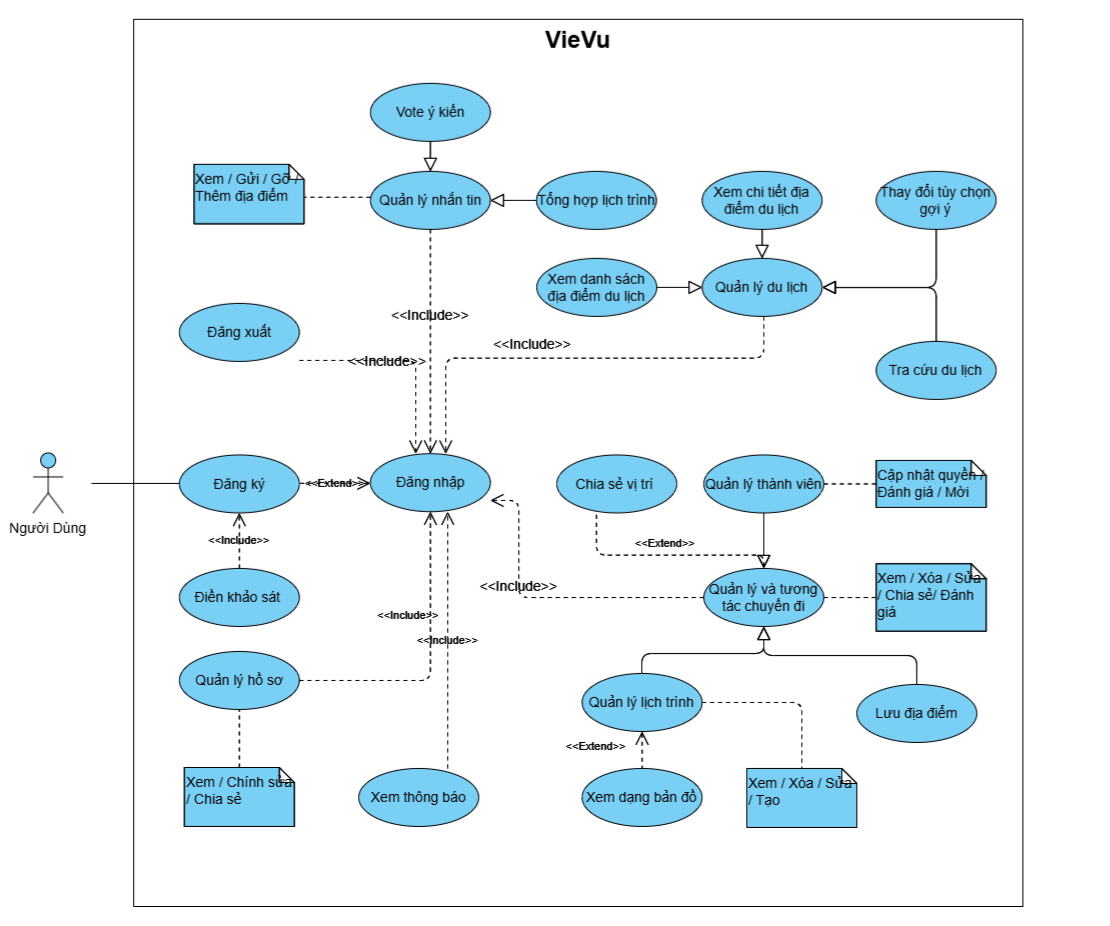 VieVu
Vote ý kiến
Xem / Gửi / Gỡ /
Thêm địa điểm
Quản lý nhắn tin
Tổng hợp lịch trình
Xem chi tiết địa
điểm du lịch
Thay đổi tùy chọn
gợi ý
Xem danh sách
địa điểm du lịch
Quản lý du lịch
<<Include>>
Đăng xuất
<<Include>>
<<Include>>
Tra cứu du lịch
Người Dùng
Đăng ký
<<Extend>>
Đăng nhập
Chia sẻ vị trí
Quản lý thành viên
Cập nhật quyền /
Đánh giá / Mời
<<Include>>
<<Extend>>
Điền khảo sát
<<Include>>
Quản lý và tương
tác chuyến đi
Xem / Xóa / Sửa
/ Chia sẻ/ Đánh
giá
<<Include>>
<<Include>>
Quản lý hồ sơ
Quản lý lịch trình
Lưu địa điểm
<<Extend>>
Xem / Chính sửa
/ Chia sẻ
Xem thông báo
Xem dạng bản đồ
Xem / Xóa / Sửa
/ Tạo